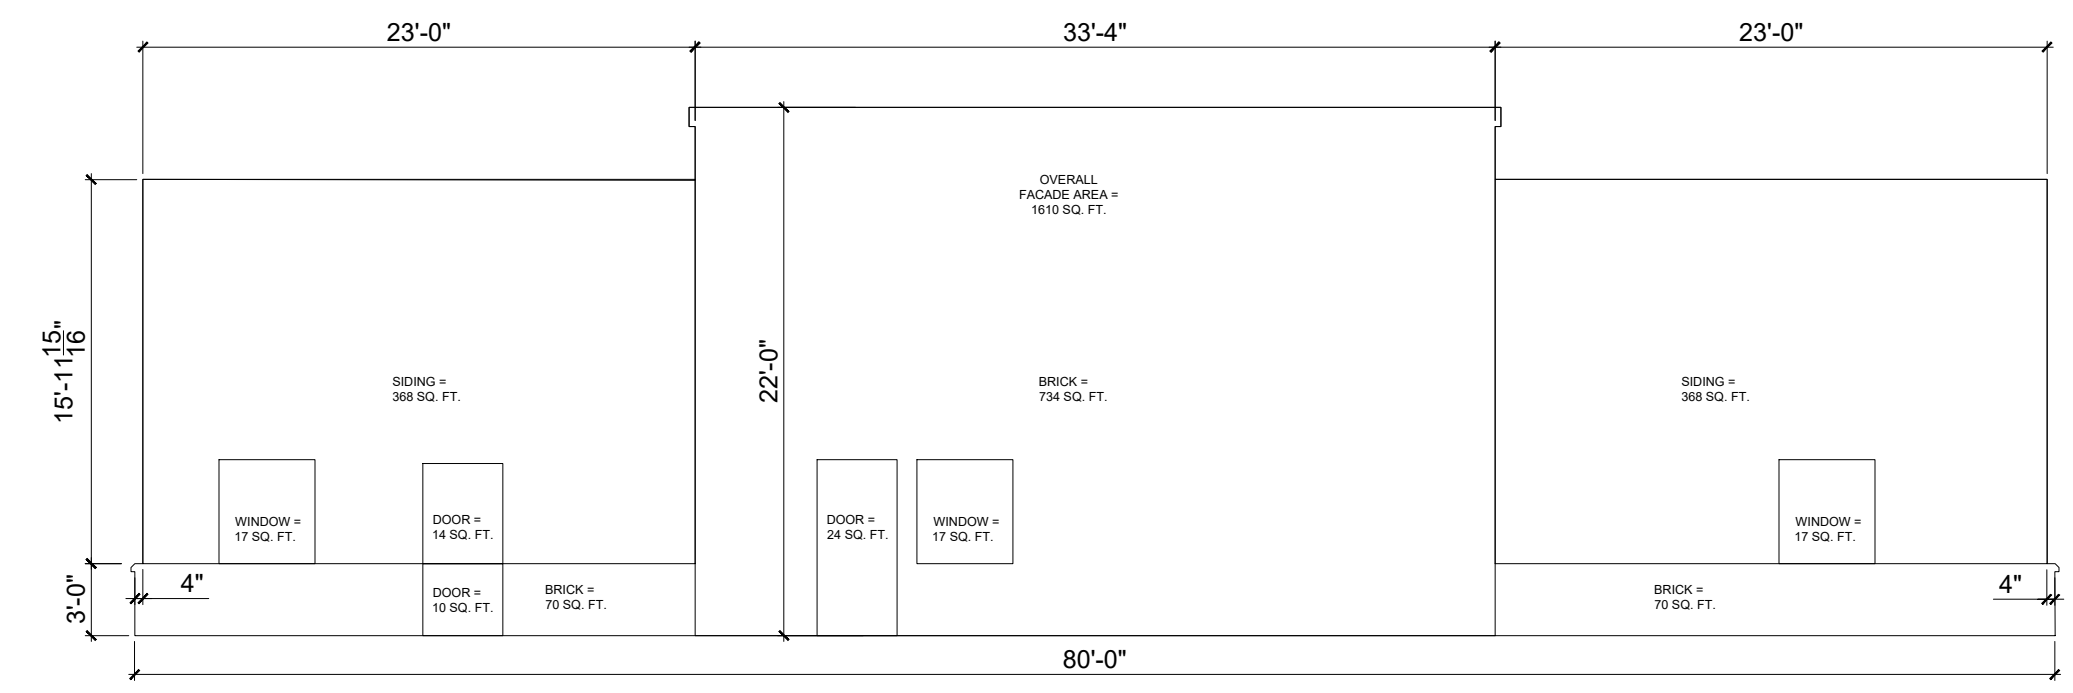 23'-0"
33'-4"
23'-0"
OVERALL
FACADE AREA =
1610 SQ. FT.
15'-11 15/16"
22'-0"
SIDING =
368 SQ. FT.
BRICK =
734 SQ. FT.
SIDING =
368 SQ. FT.
WINDOW =
17 SQ. FT.
DOOR =
14 SQ. FT.
DOOR =
24 SQ. FT.
WINDOW =
17 SQ. FT.
WINDOW =
17 SQ. FT.
3'-0"
4"
DOOR =
10 SQ. FT.
BRICK =
70 SQ. FT.
BRICK =
70 SQ. FT.
4"
80'-0"